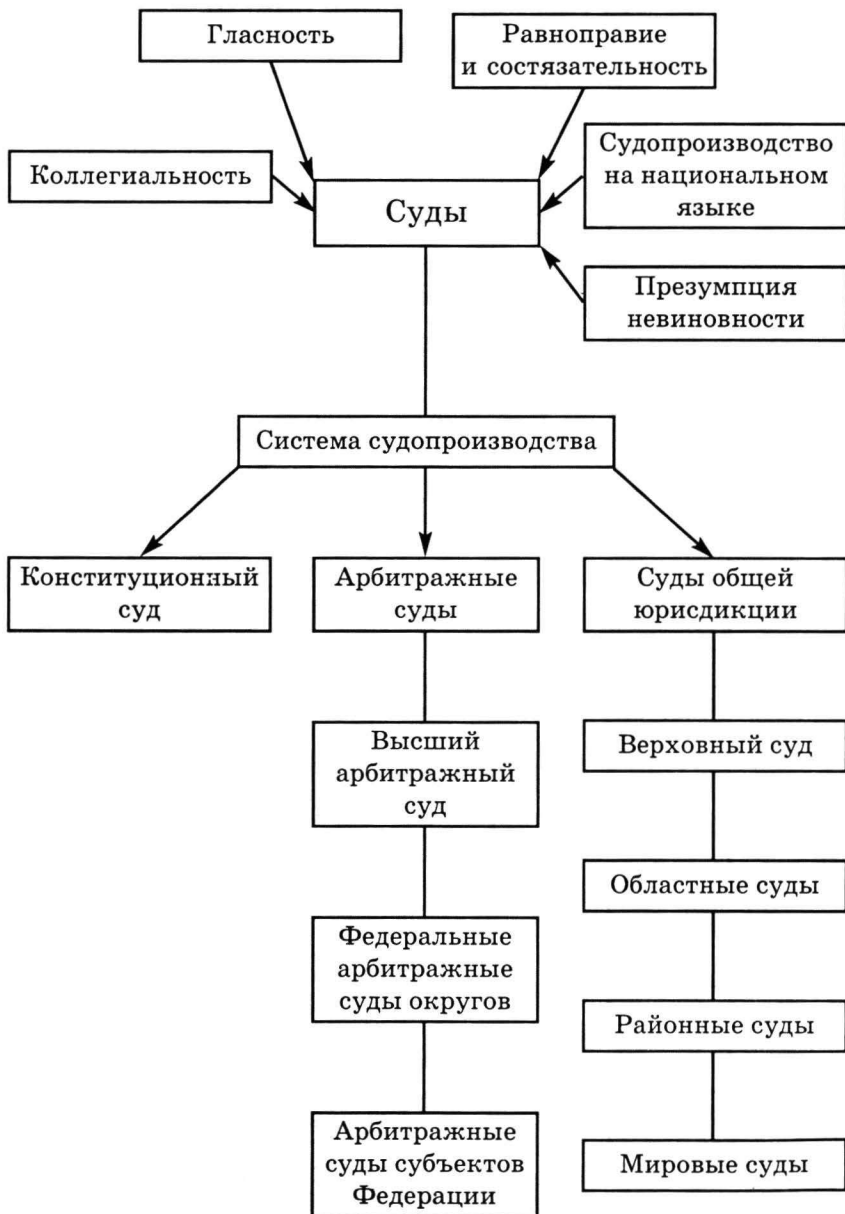 Гласность
Равноправие
и состязательность
Коллегиальность
Суды
Судопроизводство
на национальном
языке
Презумпция
невиновности
Система судопроизводства
Конституционный
суд
Арбитражные
суды
Суды общей
юрисдикции
Высший
арбитражный
суд
Верховный суд
Областные суды
Федеральные
арбитражные
суды округов
Районные суды
Арбитражные
суды субъектов
Федерации
Мировые суды